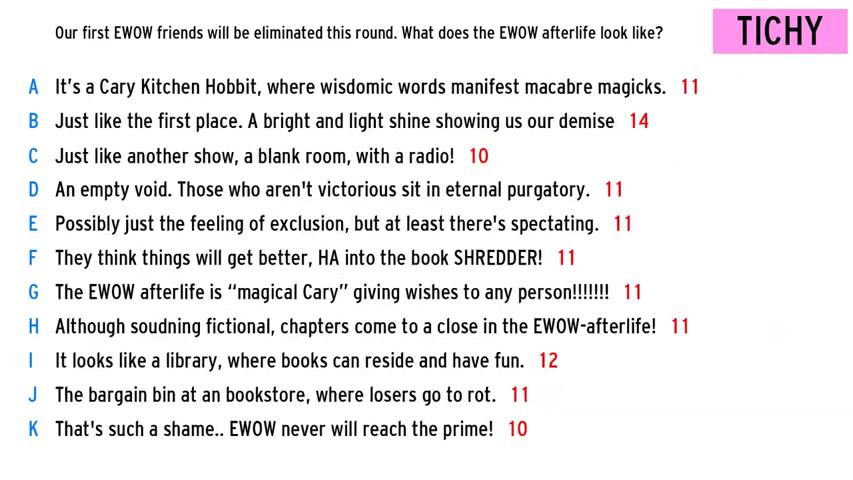 Our first EWOW friends will be eliminated this round. What does the EWOW afterlife look like?
TICHY
A It's a Cary Kitchen Hobbit, where wisdomic words manifest macabre magicks. 11
B Just like the first place. A bright and light shine showing us our demise 14
C Just like another show, a blank room, with a radio! 10
D An empty void. Those who aren't victorious sit in eternal purgatory. 11
E Possibly just the feeling of exclusion, but at least there's spectating. 11
F They think things will get better, HA into the book SHREDDER! 11
G The EWOW afterlife is “magical Cary” giving wishes to any person!!!!!!! 11
H Although soudning fictional, chapters come to a close in the EWOW-afterlife! 11
I It looks like a library, where books can reside and have fun. 12
J The bargain bin at an bookstore, where losers go to rot. 11
K That's such a shame.. EWOW never will reach the prime! 10